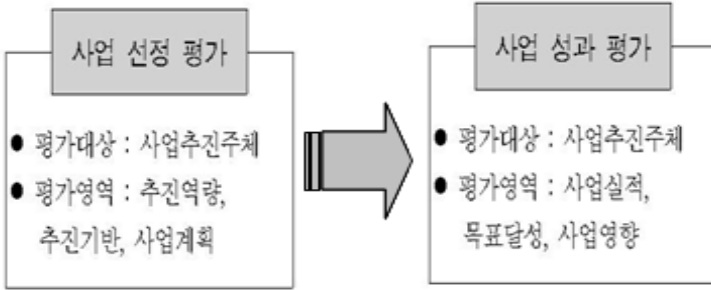 사업 선정 평가
● 평가대상 : 사업추진주체
● 평가영역 : 추진역량,
추진기반, 사업계획
사업 성과 평가
● 평가대상 : 사업추진주체
● 평가영역 : 사업실적,
목표달성, 사업영향